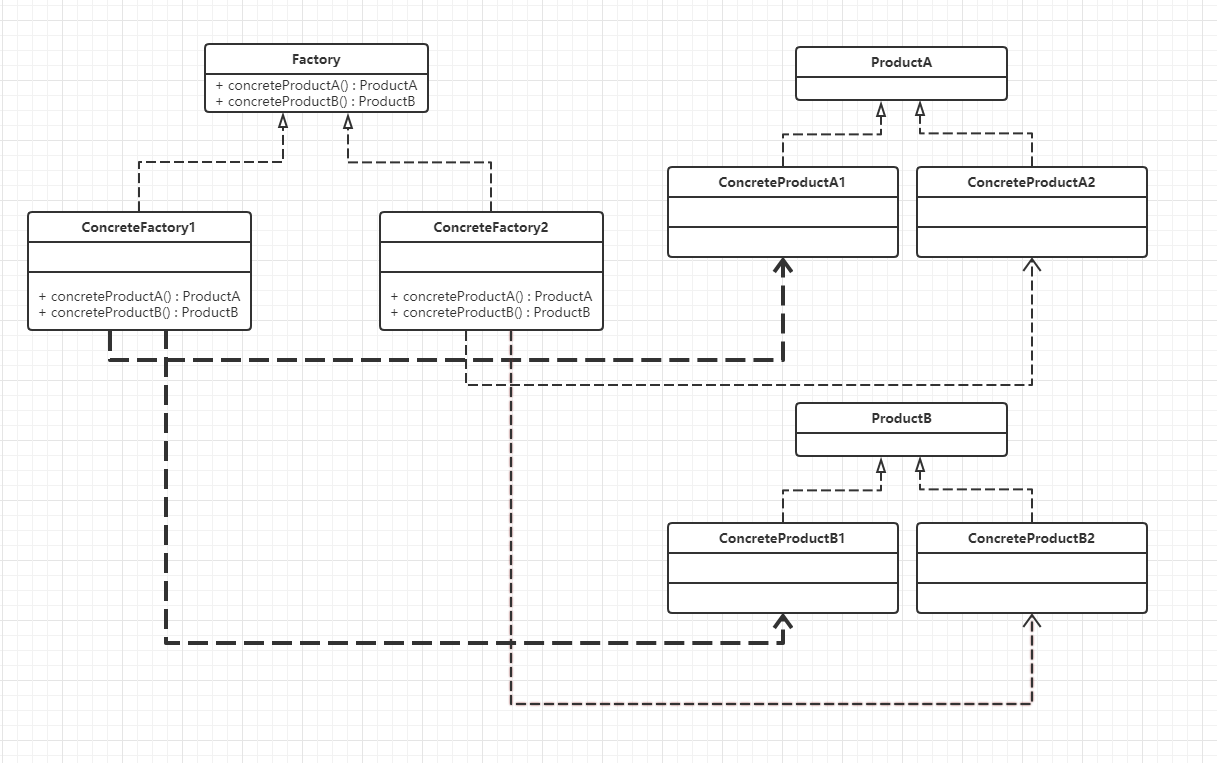 Factory
+ concreteProductA() : ProductA
+ concreteProductB() : ProductB
ProductA
ConcreteProductA1
ConcreteProductA2
ConcreteFactory1
+ concreteProductA() : ProductA
+ concreteProductB() : ProductB
ConcreteFactory2
+ concreteProductA() : ProductA
+ concreteProductB() : ProductB
ProductB
ConcreteProductB1
ConcreteProductB2